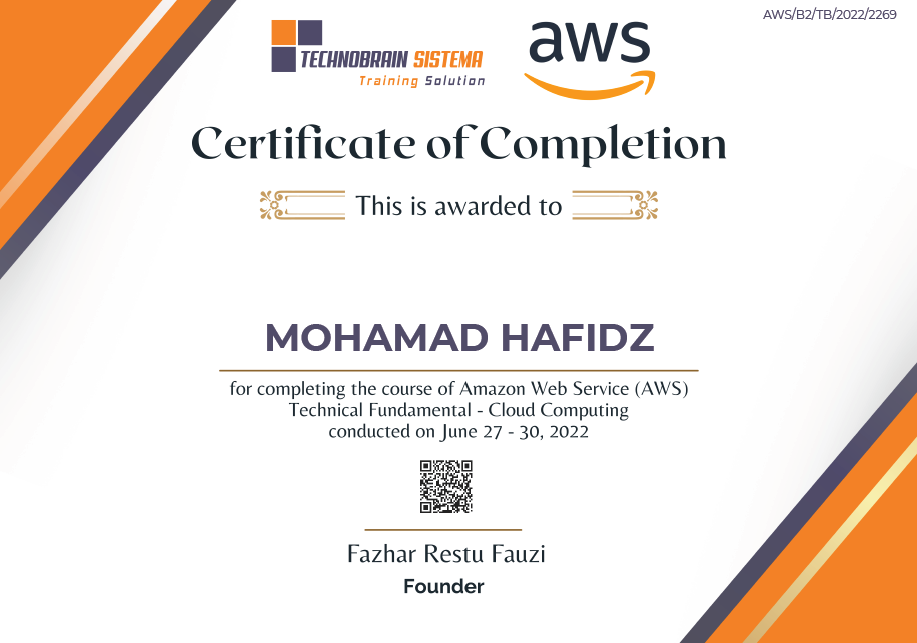 AWS/B2/TB/2022/2269
TECHNOBRAIN SISTEMA
Training Solution
aws
Certificate of Completion
This is awarded to
MOHAMAD HAFIDZ
for completing the course of Amazon Web Service (AWS)
Technical Fundamental - Cloud Computing
conducted on June 27 - 30, 2022
Fazhar Restu Fauzi
Founder